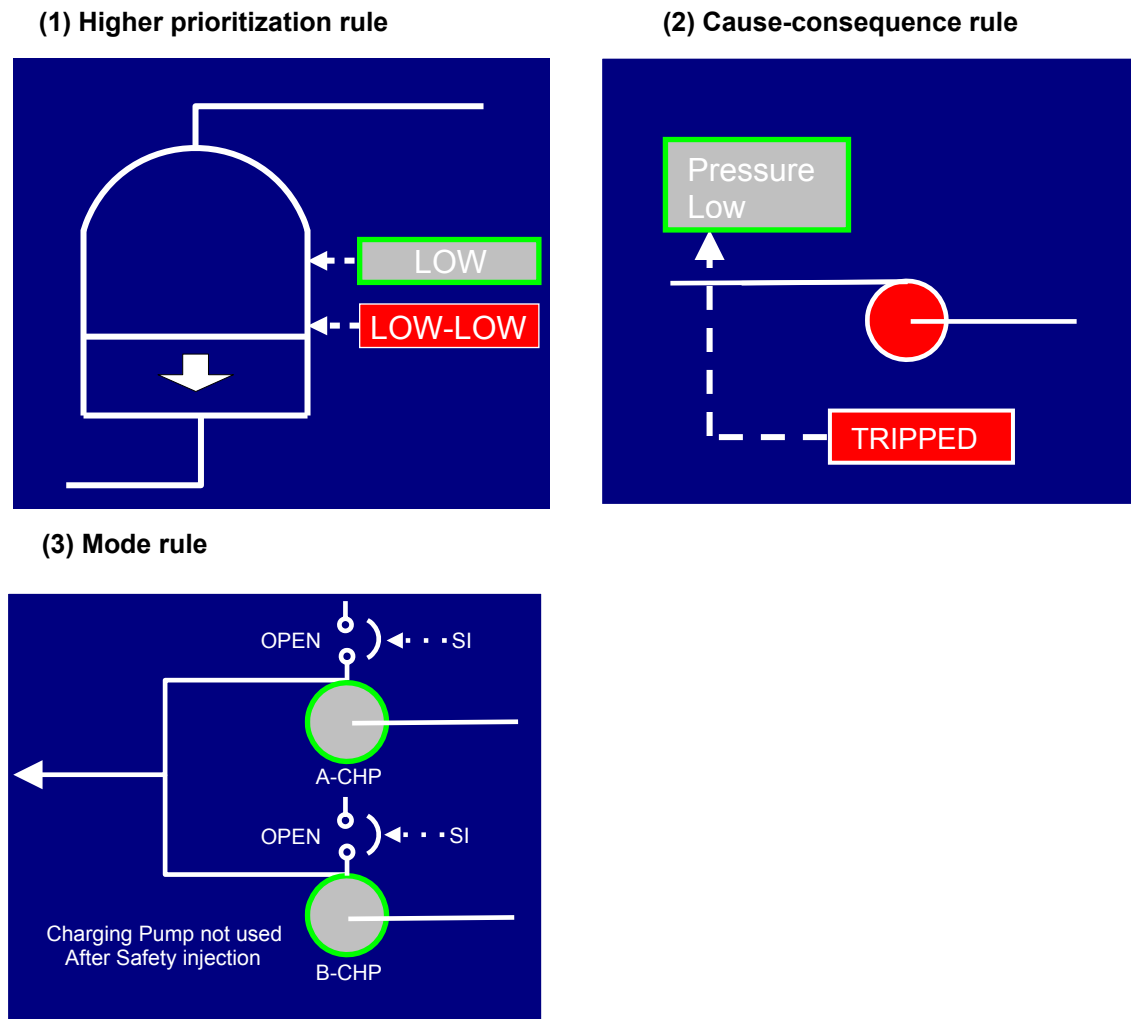 (1) Higher prioritization rule
LOW
LOW-LOW
(2) Cause-consequence rule
Pressure
Low
TRIPPED
(3) Mode rule
OPEN
SI
A-CHP
OPEN
SI
Charging Pump not used
After Safety injection
B-CHP